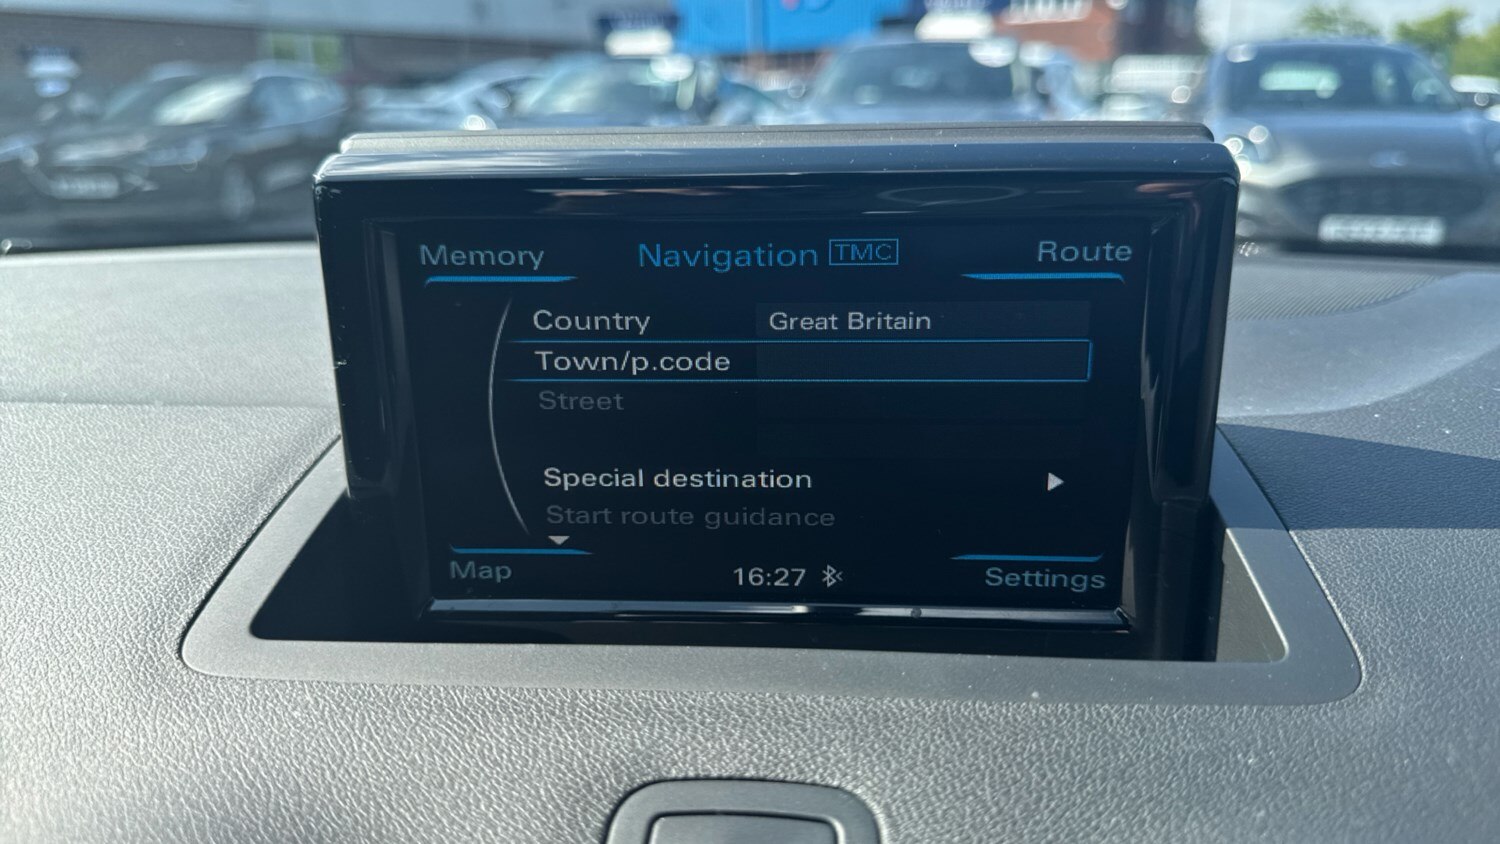 Memory Navigation TMC Route
Country Great Britain
Town/p.code
Street
Special destination
Start route guidance
Map 16:27 Settings